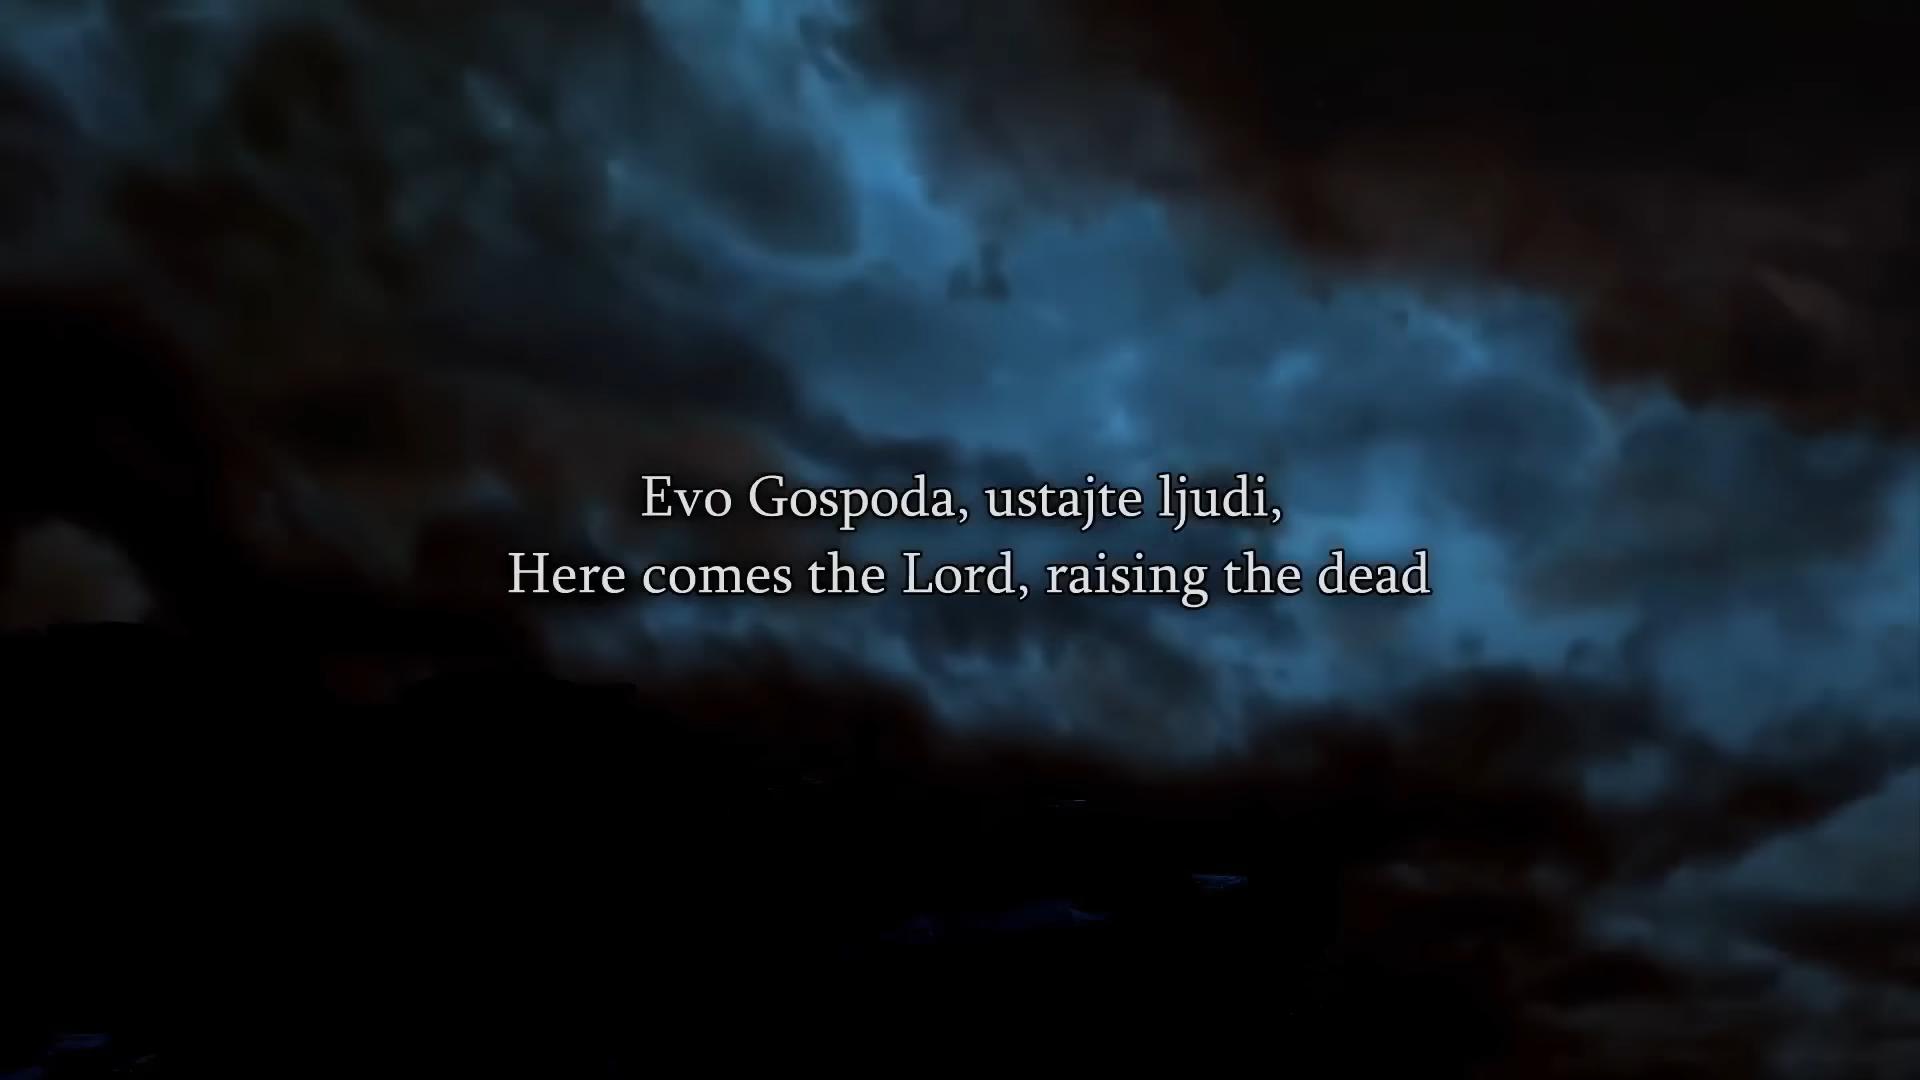 Evo Gospoda, ustajte ljudi,
Here comes the Lord, raising the dead